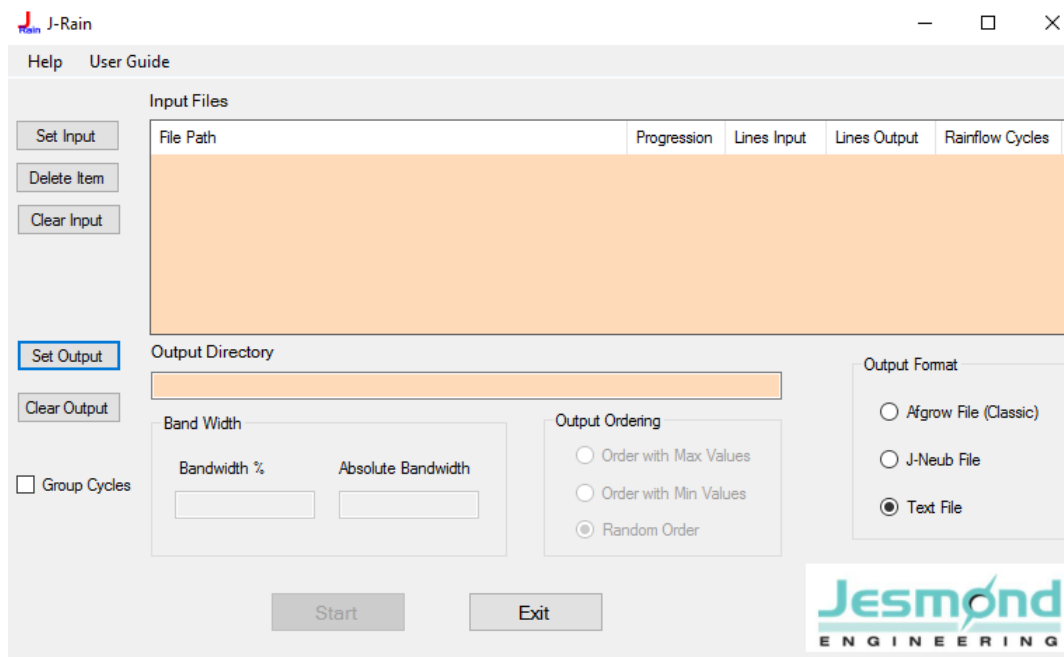 J Rain J-Rain
Help User Guide
Input Files
Set Input
Delete Item
Clear Input
File Path Progression Lines Input Lines Output Rainflow Cycles
Set Output
Clear Output
Output Directory
Group Cycles
Band Width
Bandwidth % Absolute Bandwidth
Output Ordering
Order with Max Values
Order with Min Values
Random Order
Output Format
Afgrow File (Classic)
J-Neub File
Text File
Start Exit
Jesmond
ENGINEERING